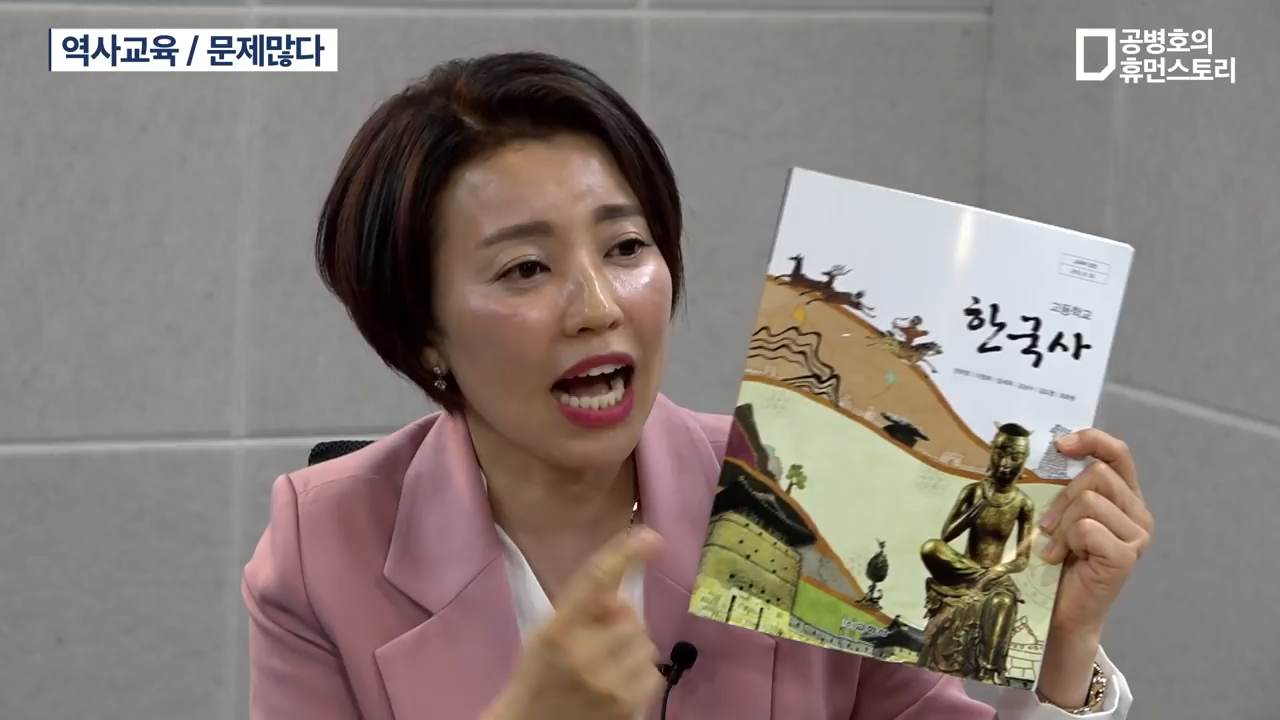 역사교육 / 문제많다
공병호의
휴먼스토리
고등학교
한국사